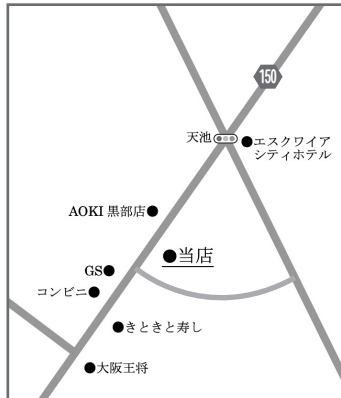 150
天池
エスクワイア
シティホテル
AOKI 黒部店
当店
GS
コンビニ
きときと寿し
大阪王将